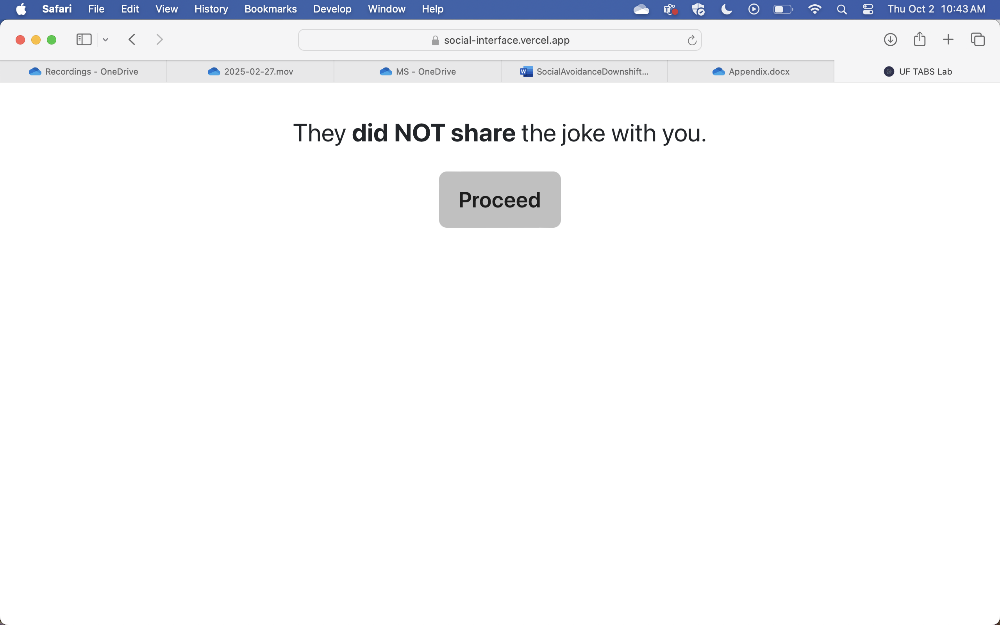 Safari File Edit View History Bookmarks Develop Window Help Thu Oct 2 10:43 AM
social-interface.vercel.app
Recordings - OneDrive 2025-02-27.mov MS - OneDrive SocialAvoidanceDownshift... Appendix.docx UF TABS Lab
They did NOT share the joke with you.
Proceed